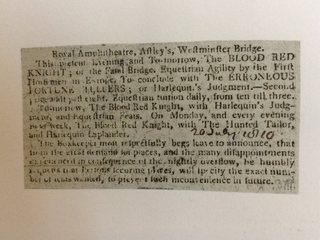 Royal Amphitheatre, Astley's, Westminster Bridge.
This present Evening and To-morrow, The BLOOD RED
KNIGHT; or the Fatal Bridge. Equestrian Agility by the First
Horsemen in Europe. To conclude with The ERRONEOUS
FORTUNE TELLERS; or Harlequin's Judgment.—Second
past eight. Equestrian tuition daily, from ten till three.
To-morrow, The Blood Red Knight, with Harlequin's Judg-
ment, and Equestrian Feats. On Monday, and every evening
next week, The Blood Red Knight, with The Hunted Tailor,
and Harlequin Laplander. 20 July 1810
The Boxkeeper most respectfully begs leave to announce, that
from the great demand for places, and the many disappointments
experienced in consequence of the nightly overflow, he humbly
requests that persons securing places, will specify the exact num-
ber of seats wanted, to prevent such inconvenience in future.